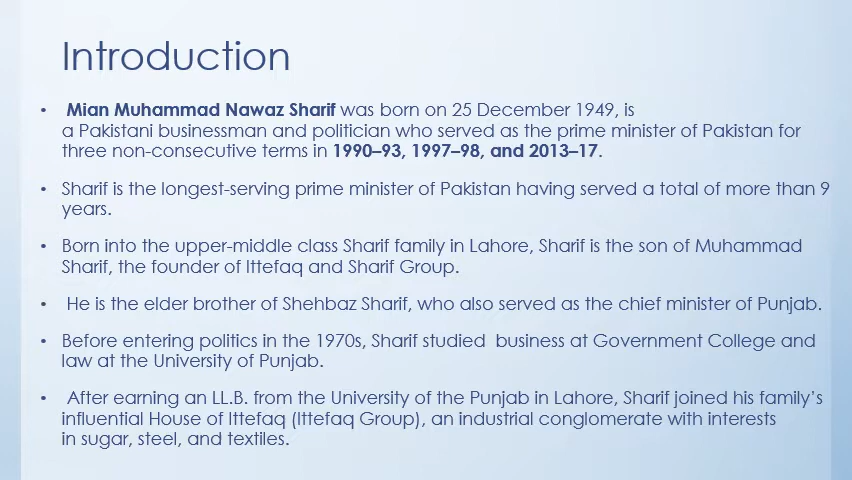 Introduction
• Mian Muhammad Nawaz Sharif was born on 25 December 1949, is
a Pakistani businessman and politician who served as the prime minister of Pakistan for
three non-consecutive terms in 1990–93, 1997–98, and 2013–17.
• Sharif is the longest-serving prime minister of Pakistan having served a total of more than 9
years.
• Born into the upper-middle class Sharif family in Lahore, Sharif is the son of Muhammad
Sharif, the founder of Ittefaq and Sharif Group.
• He is the elder brother of Shehbaz Sharif, who also served as the chief minister of Punjab.
• Before entering politics in the 1970s, Sharif studied  business at Government College and
law at the University of Punjab.
• After earning an LL.B. from the University of the Punjab in Lahore, Sharif joined his family’s
influential House of Ittefaq (Ittefaq Group), an industrial conglomerate with interests
in sugar, steel, and textiles.